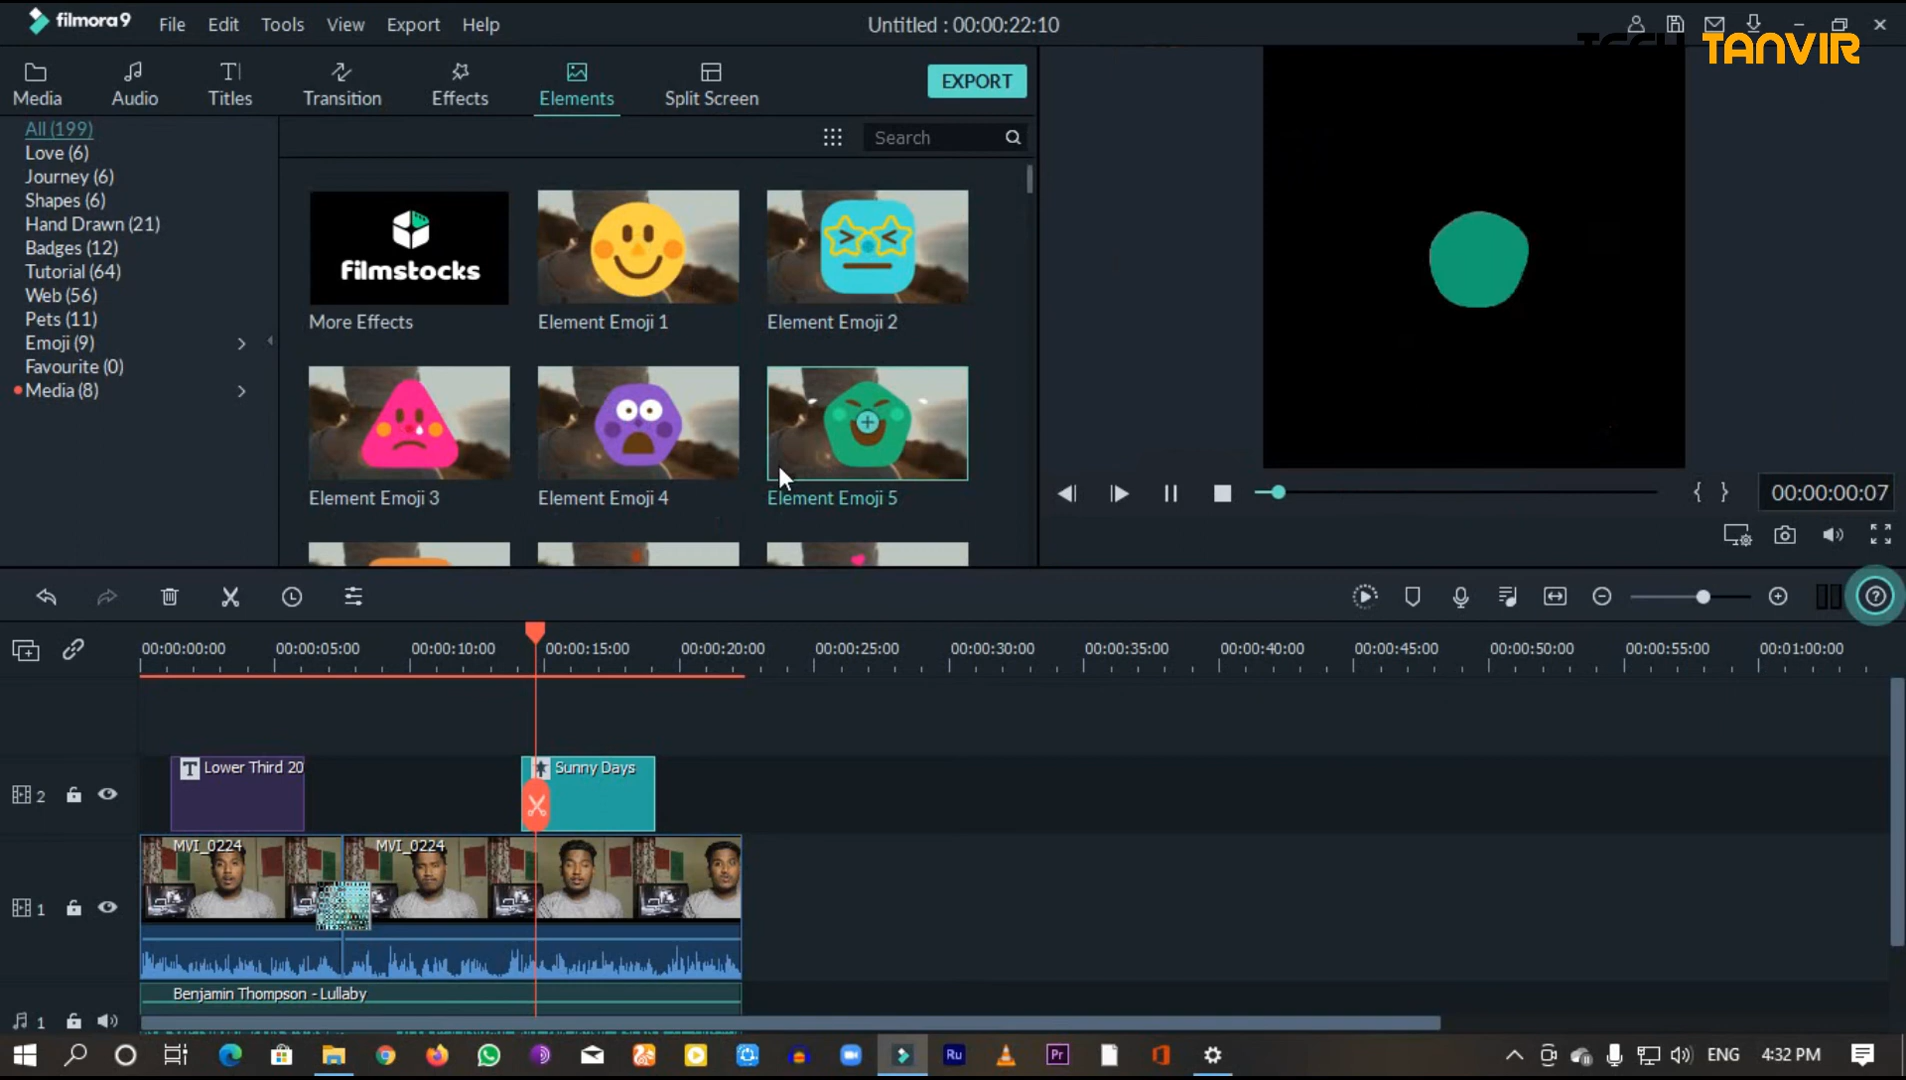 filmora9
File
Edit
Tools
View
Export
Help
Untitled : 00:00:22:10
TECH TANVIR
Media
Audio
Titles
Transition
Effects
Elements
Split Screen
EXPORT
All (199)
Love (6)
Journey (6)
Shapes (6)
Hand Drawn (21)
Badges (12)
Tutorial (64)
Web (56)
Pets (11)
Emoji (9)
Favourite (0)
Media (8)
Search
filmstocks
More Effects
Element Emoji 1
Element Emoji 2
Element Emoji 3
Element Emoji 4
Element Emoji 5
00:00:00:07
00:00:00:00
00:00:05:00
00:00:10:00
00:00:15:00
00:00:20:00
00:00:25:00
00:00:30:00
00:00:35:00
00:00:40:00
00:00:45:00
00:00:50:00
00:00:55:00
00:01:00:00
2
T Lower Third 20
Sunny Days
1
MVI_0224
MVI_0224
Benjamin Thompson - Lullaby
1
Ru
Pr
ENG
4:32 PM